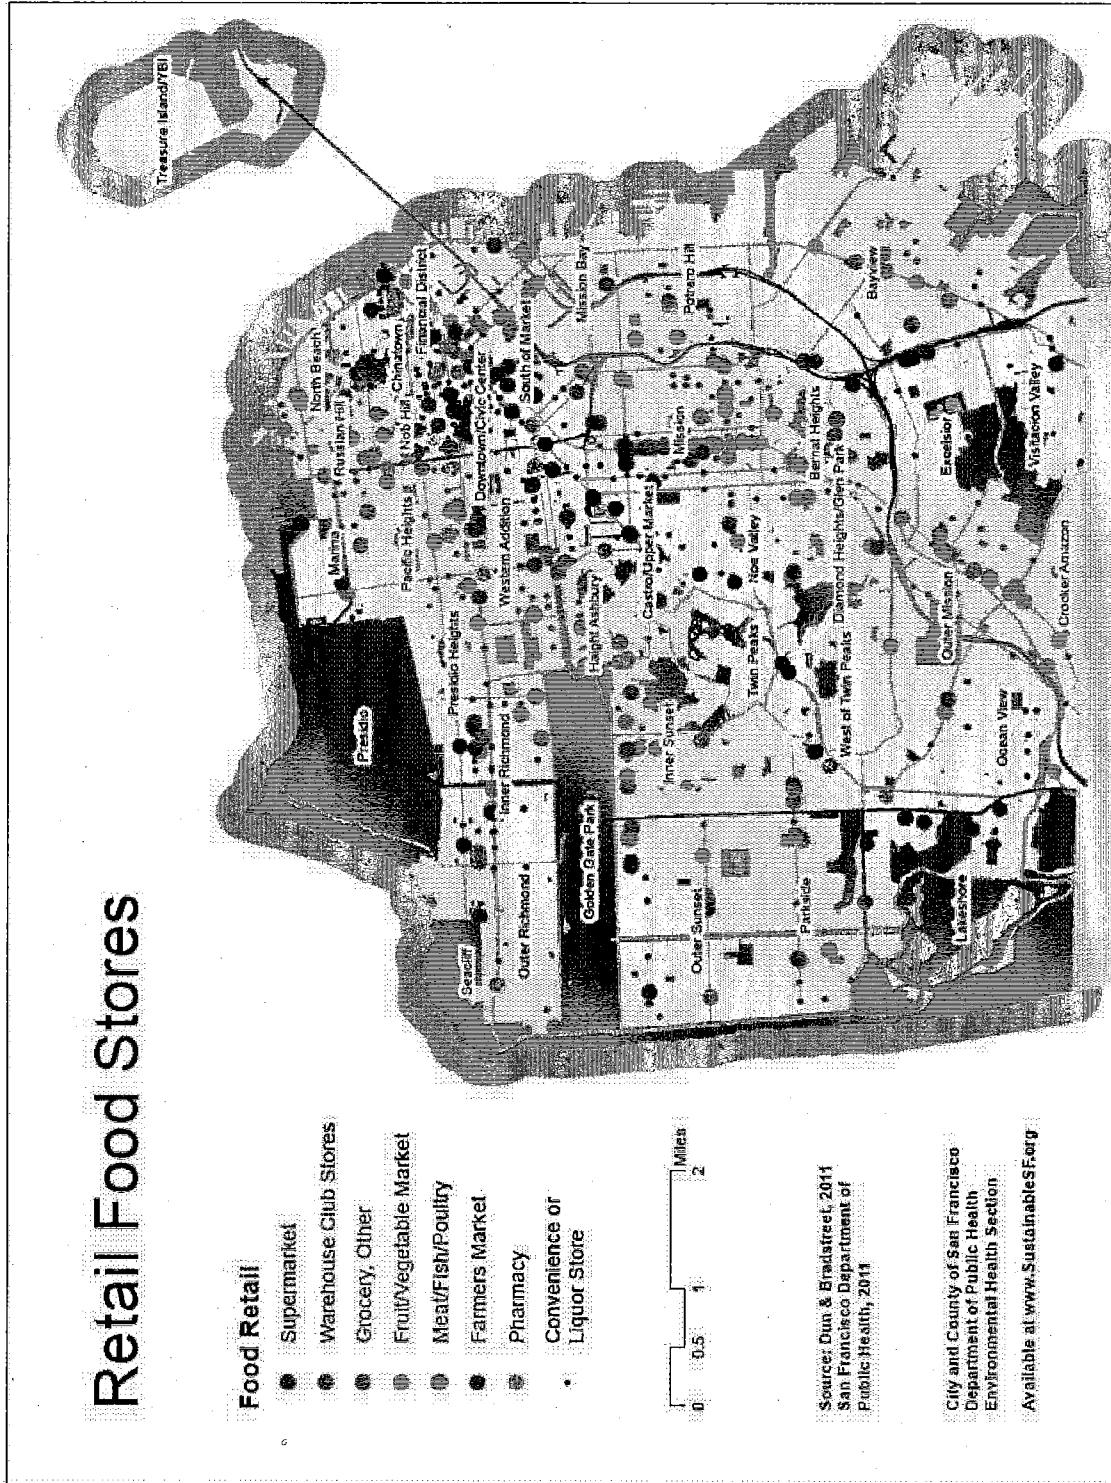 Retail Food Stores
Food Retail
Supermarket
Warehouse Club Stores
Grocery, Other
Fruit/Vegetable Market
Meat/Fish/Poultry
Farmers Market
Pharmacy
Convenience or
Liquor Store
0 0.5 1 2
Miles
Source: Dun & Bradstreet, 2011
San Francisco Department of
Public Health, 2011
City and County of San Francisco
Department of Public Health
Environmental Health Section
Available at www.SustainableSF.org
Treasure Island/YBI
North Beach
Russian Hill
Marina
Chinatown
Nob Hill
Financial District
Pacific Heights
Presidio
Presidio Heights
Downtown/Civic Center
Western Addition
South of Market
Seacliff
Inner Richmond
Outer Richmond
Golden Gate Park
Haight Ashbury
Mission Bay
Castro/Upper Market
Mission
Potrero Hill
Inner Sunset
Outer Sunset
Twin Peaks
Noe Valley
Parkside
West of Twin Peaks
Diamond Heights/Glen Park
Bernal Heights
Bayview
Lakeshore
Outer Mission
Excelsior
Ocean View
Crocker Amazon
Visitacion Valley